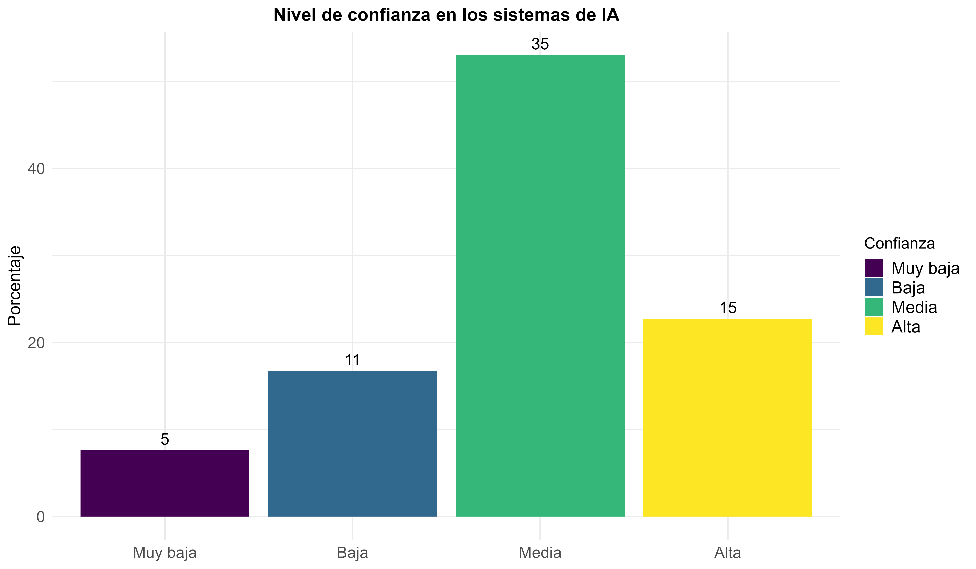 Nivel de confianza en los sistemas de IA
35
15
11
5
40
20
0
Porcentaje
Muy baja
Baja
Media
Alta
Confianza
Muy baja
Baja
Media
Alta